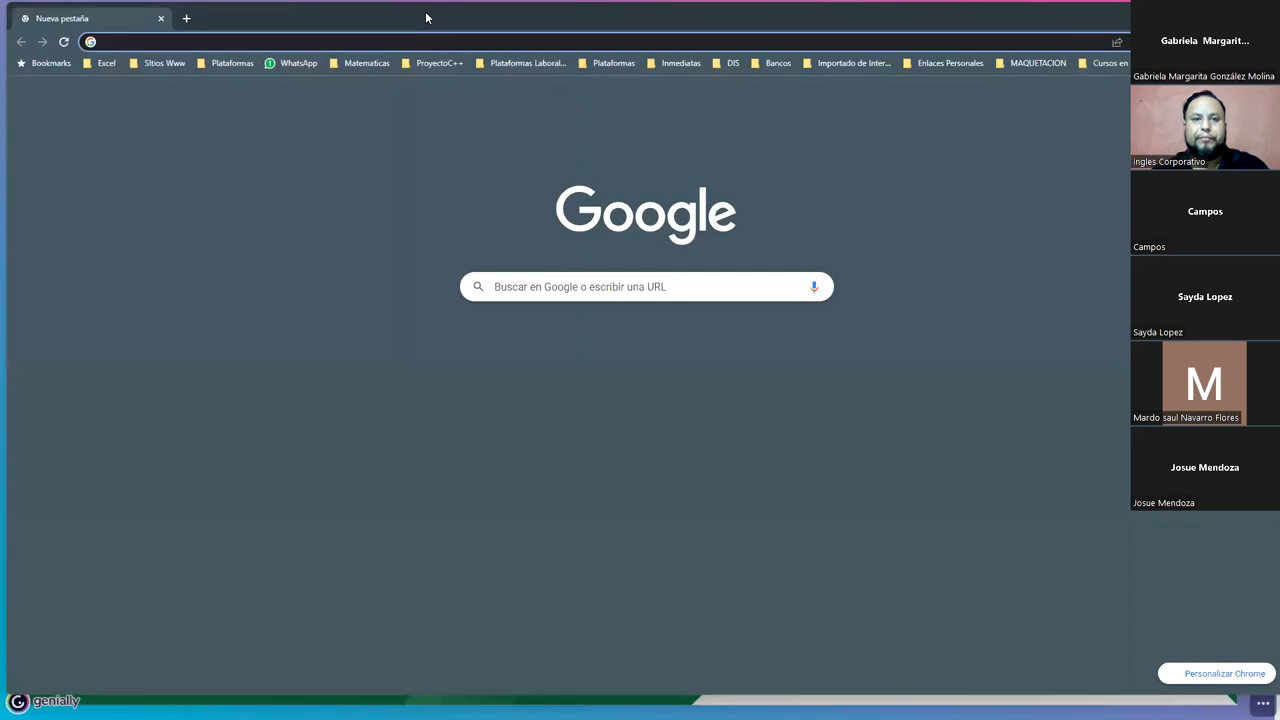 Nueva pestaña
Bookmarks
Excel
SItios Www
Plataformas
WhatsApp
Matematicas
ProyectoC++
Plataformas Laboral...
Plataformas
Inmediatas
DIS
Bancos
Importado de Inter...
Enlaces Personales
MAQUETACION
Cursos en
Google
Buscar en Google o escribir una URL
Personalizar Chrome
genially
Gabriela Margarit...
Gabriela Margarita González Molina
Ingles Corporativo
Campos
Campos
Sayda Lopez
Sayda Lopez
M
Mardo saul Navarro Flores
Josue Mendoza
Josue Mendoza